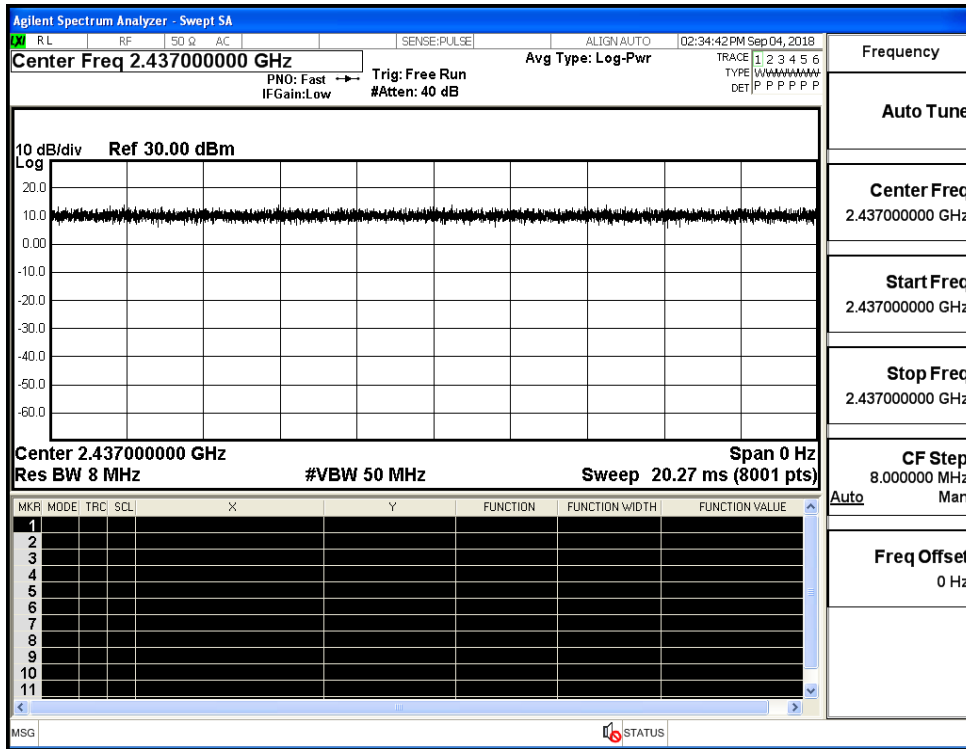 Agilent Spectrum Analyzer - Swept SA
LXI RL RF 50 Ω AC SENSE:PULSE ALIGN AUTO 02:34:42 PM Sep 04, 2018
Center Freq 2.437000000 GHz Avg Type: Log-Pwr TRACE 1 2 3 4 5 6
PNO: Fast Trig: Free Run TYPE
IFGain:Low #Atten: 40 dB DET P P P P P P
10 dB/div Ref 30.00 dBm
Log
20.0
10.0
0.00
-10.0
-20.0
-30.0
-40.0
-50.0
-60.0
Center 2.437000000 GHz Span 0 Hz
Res BW 8 MHz #VBW 50 MHz Sweep 20.27 ms (8001 pts)
MKR MODE TRC SCL X Y FUNCTION FUNCTION WIDTH FUNCTION VALUE
1
2
3
4
5
6
7
8
9
10
11
MSG STATUS
Frequency
Auto Tune
Center Freq
2.437000000 GHz
Start Freq
2.437000000 GHz
Stop Freq
2.437000000 GHz
CF Step
8.000000 MHz
Auto Man
Freq Offset
0 Hz